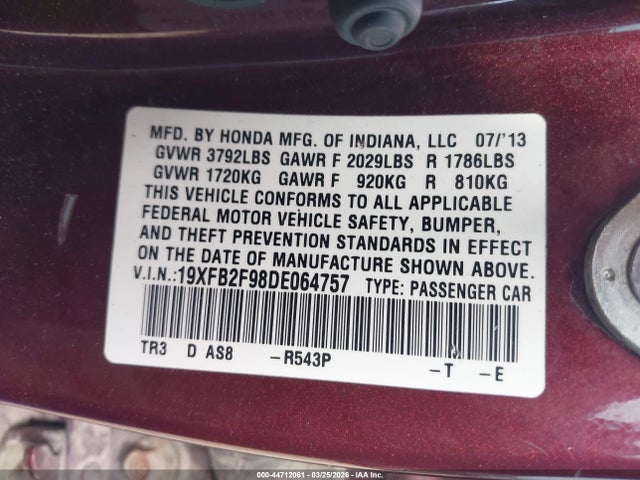 MFD. BY HONDA MFG. OF INDIANA, LLC 07/'13
GVWR 3792LBS GAWR F 2029LBS R 1786LBS
GVWR 1720KG GAWR F 920KG R 810KG
THIS VEHICLE CONFORMS TO ALL APPLICABLE
FEDERAL MOTOR VEHICLE SAFETY, BUMPER,
AND THEFT PREVENTION STANDARDS IN EFFECT
ON THE DATE OF MANUFACTURE SHOWN ABOVE.
V.I.N.:19XFB2F98DE064757 TYPE: PASSENGER CAR
TR3 D AS8 -R543P -T -E
000-44712061 | 03/25/2026 - IAAI.com